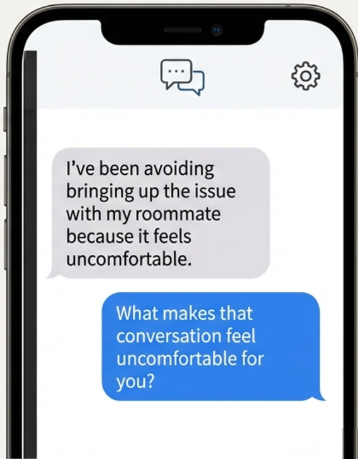 I've been avoiding
bringing up the issue
with my roommate
because it feels
uncomfortable.
What makes that
conversation feel
uncomfortable for
you?